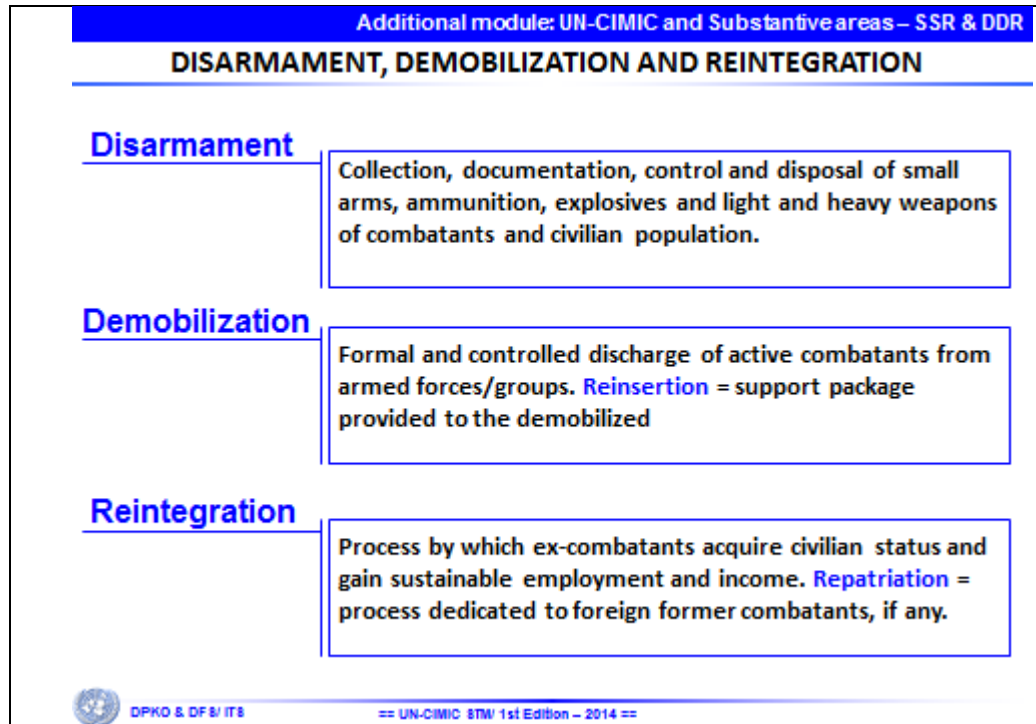 Additional module: UN-CIMIC and Substantive areas – SSR & DDR
DISARMAMENT, DEMOBILIZATION AND REINTEGRATION
Disarmament
Collection, documentation, control and disposal of small
arms, ammunition, explosives and light and heavy weapons
of combatants and civilian population.
Demobilization
Formal and controlled discharge of active combatants from
armed forces/groups. Reinsertion = support package
provided to the demobilized
Reintegration
Process by which ex-combatants acquire civilian status and
gain sustainable employment and income. Repatriation =
process dedicated to foreign former combatants, if any.
DPKO & DFS/ ITS
== UN-CIMIC STM/ 1st Edition – 2014 ==